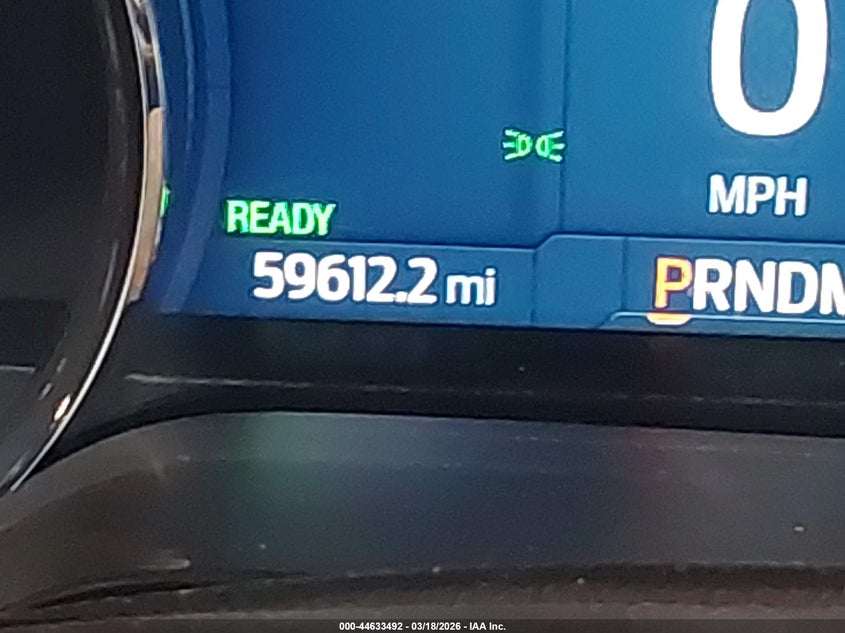 0
MPH
READY
59612.2 mi
PRNDM
000-44633492 - 03/18/2026 - IAA Inc.